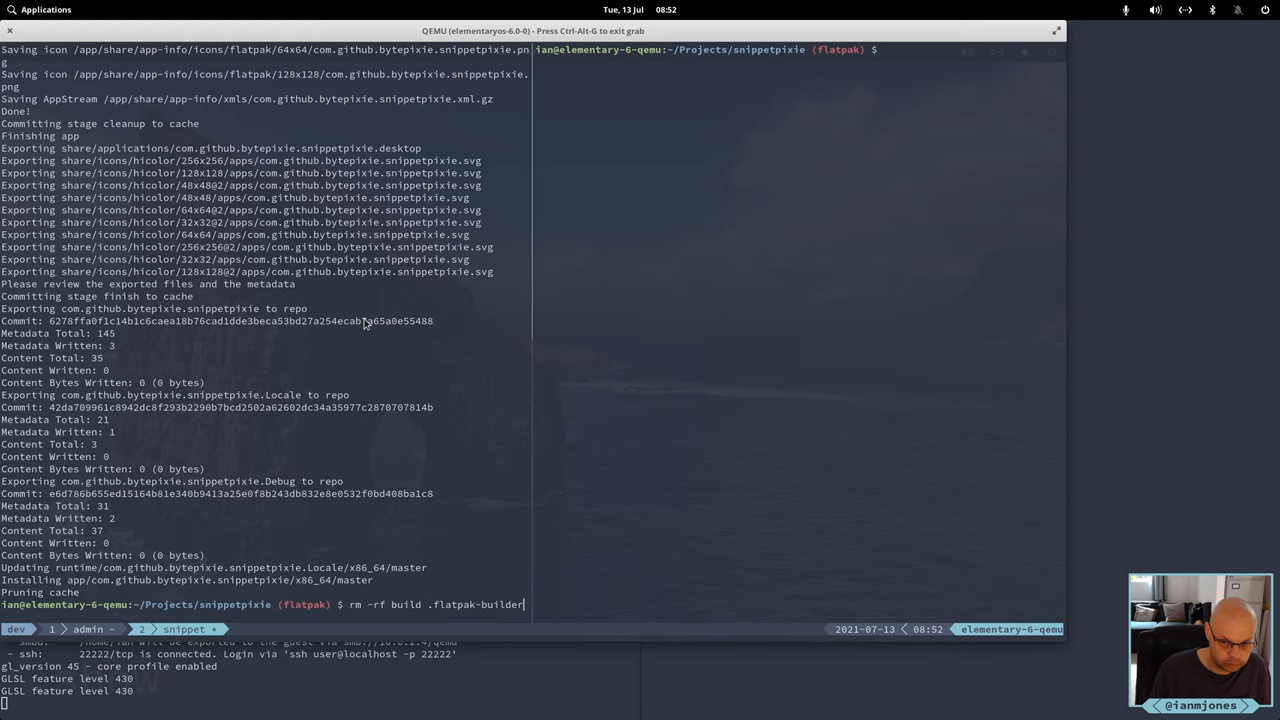 Applications
Tue, 13 Jul 08:52
QEMU (elementaryos-6.0-0) - Press Ctrl-Alt-G to exit grab
Saving icon /app/share/app-info/icons/flatpak/64x64/com.github.bytepixie.snippetpixie.pn
g
Saving icon /app/share/app-info/icons/flatpak/128x128/com.github.bytepixie.snippetpixie.
png
Saving AppStream /app/share/app-info/xmls/com.github.bytepixie.snippetpixie.xml.gz
Done!
Committing stage cleanup to cache
Finishing app
Exporting share/applications/com.github.bytepixie.snippetpixie.desktop
Exporting share/icons/hicolor/256x256/apps/com.github.bytepixie.snippetpixie.svg
Exporting share/icons/hicolor/128x128/apps/com.github.bytepixie.snippetpixie.svg
Exporting share/icons/hicolor/48x48@2/apps/com.github.bytepixie.snippetpixie.svg
Exporting share/icons/hicolor/48x48/apps/com.github.bytepixie.snippetpixie.svg
Exporting share/icons/hicolor/64x64@2/apps/com.github.bytepixie.snippetpixie.svg
Exporting share/icons/hicolor/32x32@2/apps/com.github.bytepixie.snippetpixie.svg
Exporting share/icons/hicolor/64x64/apps/com.github.bytepixie.snippetpixie.svg
Exporting share/icons/hicolor/256x256@2/apps/com.github.bytepixie.snippetpixie.svg
Exporting share/icons/hicolor/32x32/apps/com.github.bytepixie.snippetpixie.svg
Exporting share/icons/hicolor/128x128@2/apps/com.github.bytepixie.snippetpixie.svg
Please review the exported files and the metadata
Committing stage finish to cache
Exporting com.github.bytepixie.snippetpixie to repo
Commit:
Metadata Total: 145
Metadata Written: 3
Content Total: 35
Content Written: 0
Content Bytes Written: 0 (0 bytes)
Exporting com.github.bytepixie.snippetpixie.Locale to repo
Commit: 42da709961c8942dc8f293b2290b7bcd2502a62602dc34a35977c2870707814b
Metadata Total: 21
Metadata Written: 1
Content Total: 3
Content Written: 0
Content Bytes Written: 0 (0 bytes)
Exporting com.github.bytepixie.snippetpixie.Debug to repo
Commit: e6d786b655ed15164b81e340b9413a25e0f8b243db832e8e0532f0bd408ba1c8
Metadata Total: 31
Metadata Written: 2
Content Total: 37
Content Written: 0
Content Bytes Written: 0 (0 bytes)
Updating runtime/com.github.bytepixie.snippetpixie.Locale/x86_64/master
Installing app/com.github.bytepixie.snippetpixie/x86_64/master
Pruning cache
ian@elementary-6-qemu:~/Projects/snippetpixie (flatpak) $ rm -rf build .flatpak-builder
ian@elementary-6-qemu:~/Projects/snippetpixie (flatpak) $
dev 1 admin - 2 snippet * 2021-07-13 08:52 elementary-6-qemu
- ssh: 22222/tcp is connected. Login via 'ssh user@localhost -p 22222'
gl_version 45 - core profile enabled
GLSL feature level 430
GLSL feature level 430
@ianmjones